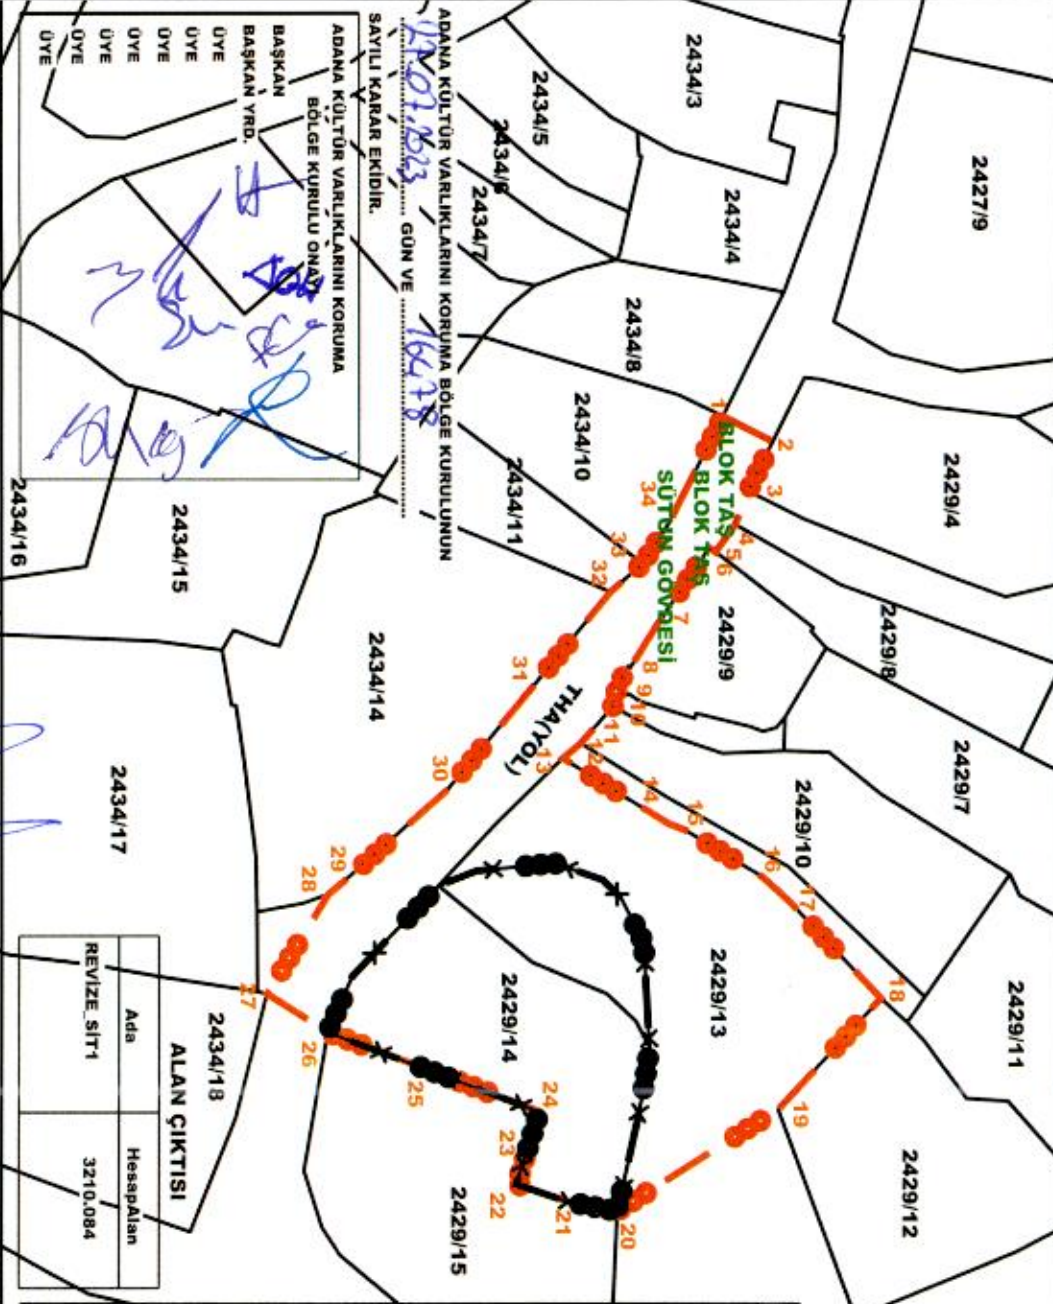 ADANA KÜLTÜR VARLIKLARINI KORUMA BÖLGE KURULUNUN
27.07.2023 GÜN VE 16478
SAYILI KARAR EKİDİR.
ADANA KÜLTÜR VARLIKLARINI KORUMA
BÖLGE KURULU ONAYI
BAŞKAN
BAŞKAN YRD.
ÜYE
ÜYE
ÜYE
ÜYE
ÜYE
ÜYE
ÜYE
2427/9
2434/3
2434/5
2434/6
2434/4
2434/7
2434/8
2429/4
2434/10
2434/11
2434/15
2434/16
2429/8
2429/9
2429/7
2434/14
2429/10
2434/17
2429/11
2429/13
2429/14
2434/18
2429/12
2429/15
BLOK TAŞ
BLOK TAŞ
SÜTUN GÖVDESİ
THA(YOL)
1
2
3
4
5
6
7
8
9
10
11
12
13
14
15
16
17
18
19
20
21
22
23
24
25
26
27
28
29
30
31
32
33
34
ALAN ÇIKTISI
Ada HesapAlan
REVİZE_SİT1 3210.084